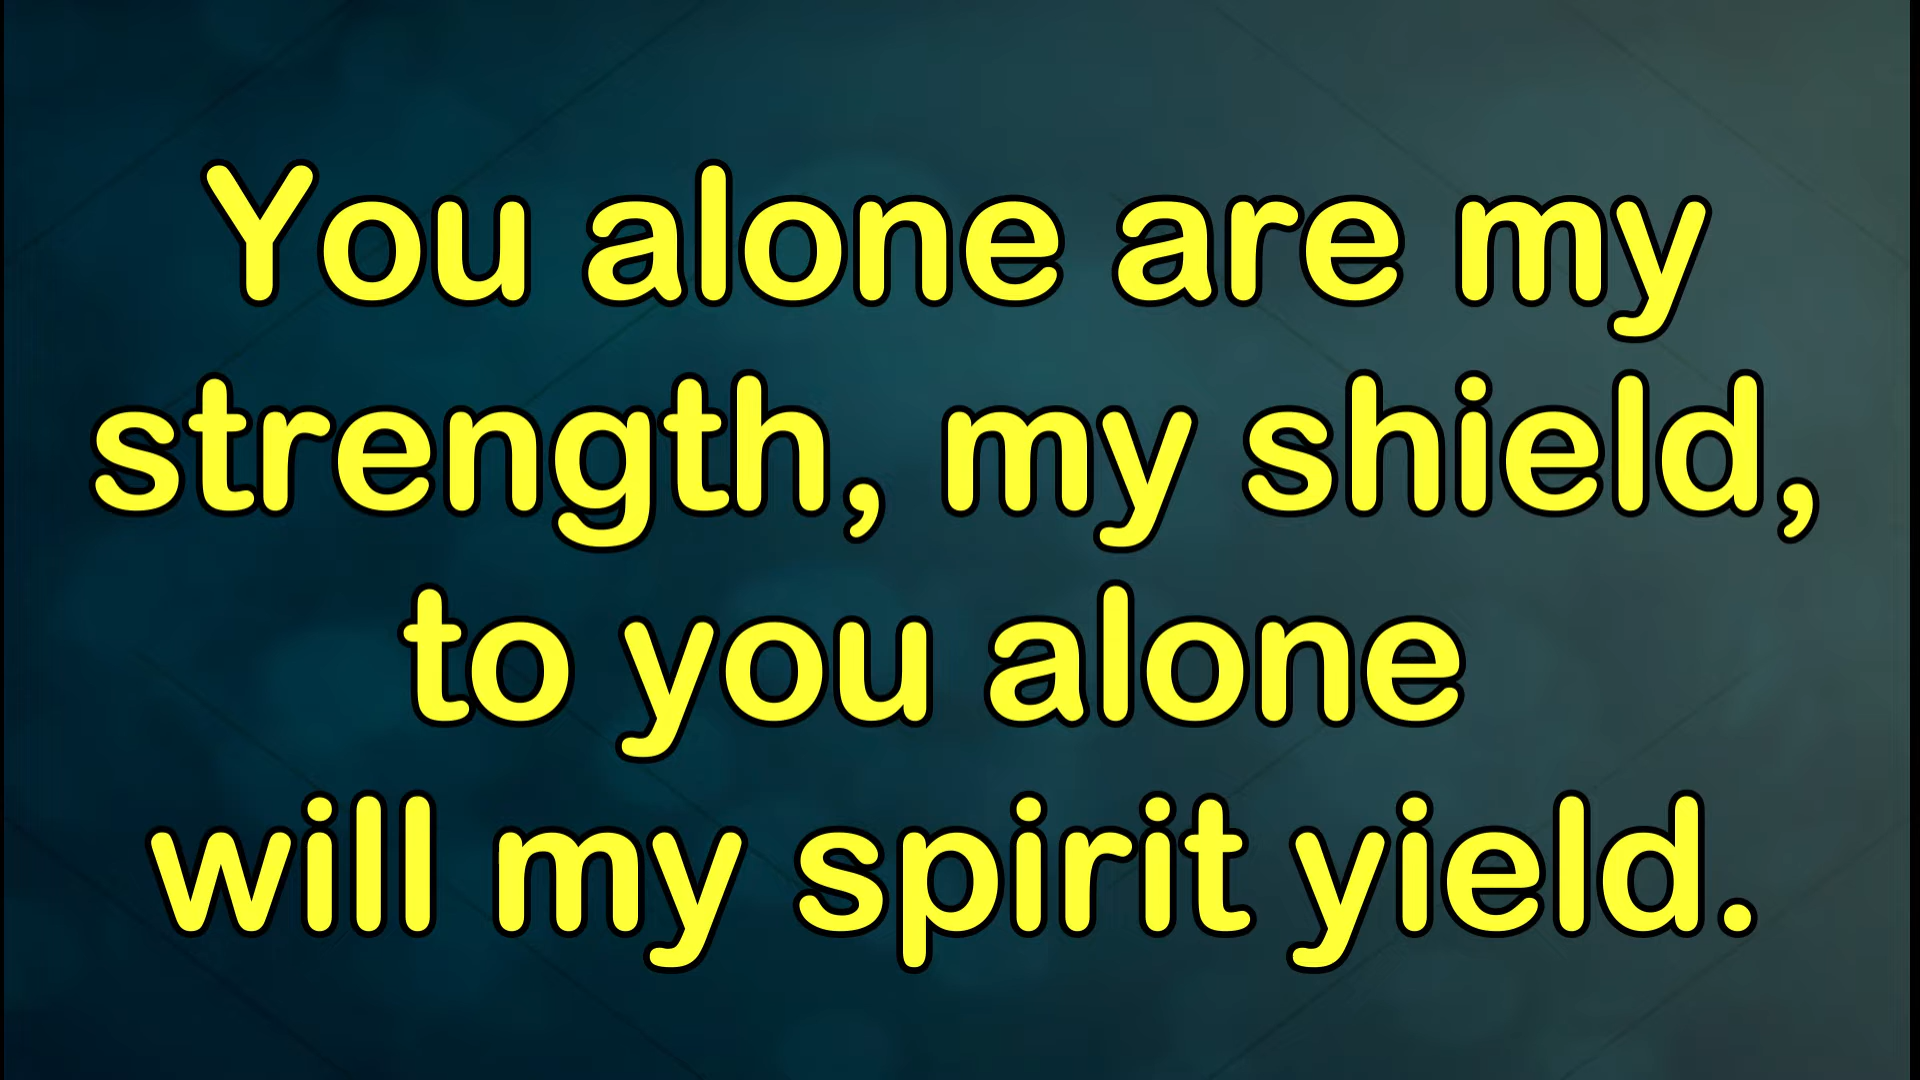 You alone are my
strength, my shield,
to you alone
will my spirit yield.